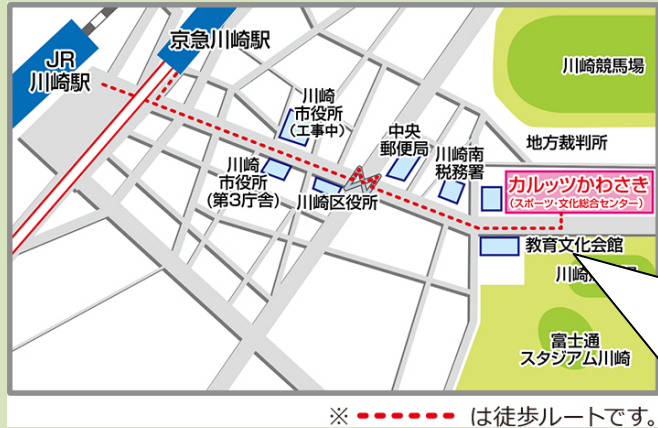 京急川崎駅
JR
川崎駅
川崎競馬場
川崎
市役所
(工事中)
中央
郵便局
川崎南
税務署
地方裁判所
川崎
市役所
(第3庁舎)
川崎区役所
カルッツかわさき
(スポーツ・文化総合センター)
教育文化会館
川崎
富士通
スタジアム川崎
※ は徒歩ルートです。